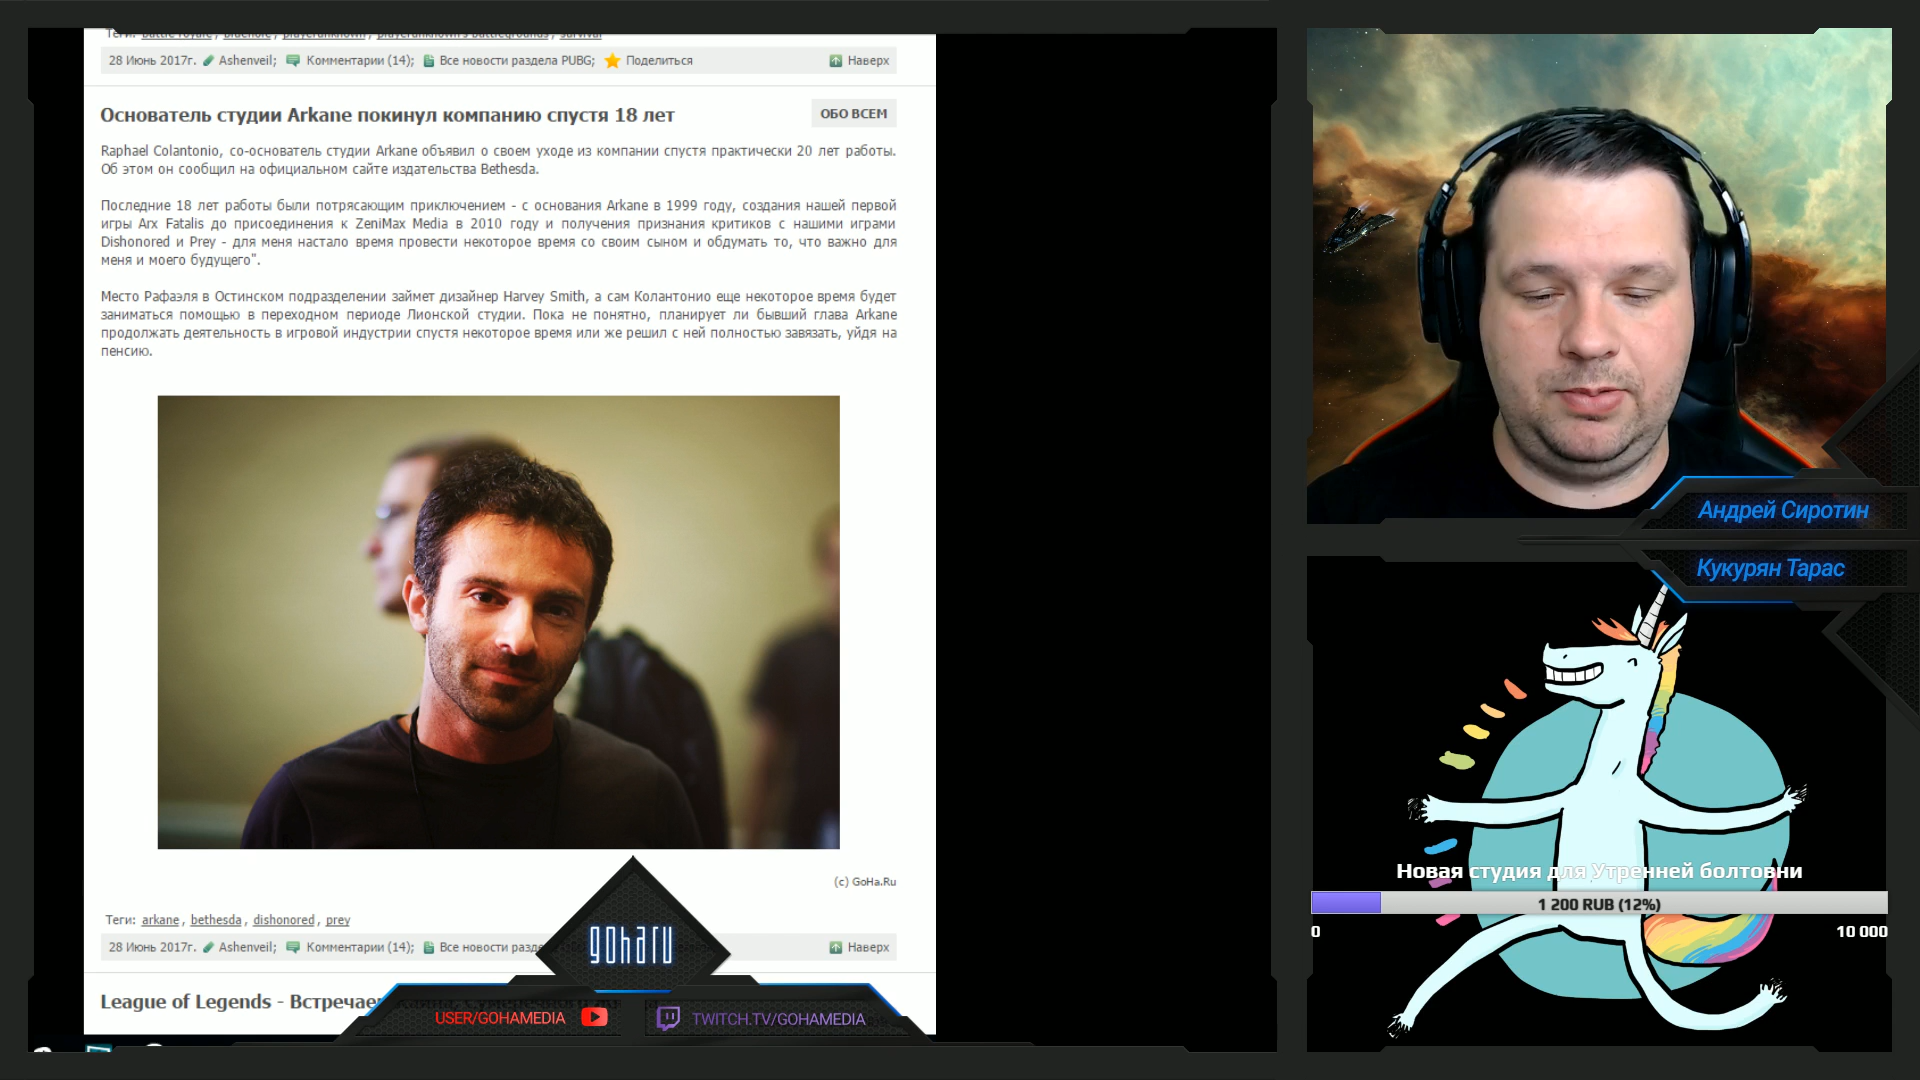 Теги: battle royale, bluehole, playerunknown, playerunknown's battlegrounds, survival
28 Июнь 2017г. Ashenveil; Комментарии (14); Все новости раздела PUBG; Поделиться Наверх
Основатель студии Arkane покинул компанию спустя 18 лет ОБО ВСЕМ
Raphael Colantonio, со-основатель студии Arkane объявил о своем уходе из компании спустя практически 20 лет работы.
Об этом он сообщил на официальном сайте издательства Bethesda.
Последние 18 лет работы были потрясающим приключением - с основания Arkane в 1999 году, создания нашей первой
игры Arx Fatalis до присоединения к ZeniMax Media в 2010 году и получения признания критиков с нашими играми
Dishonored и Prey - для меня настало время провести некоторое время со своим сыном и обдумать то, что важно для
меня и моего будущего".
Место Рафаэля в Остинском подразделении займет дизайнер Harvey Smith, а сам Колантонио еще некоторое время будет
заниматься помощью в переходном периоде Лионской студии. Пока не понятно, планирует ли бывший глава Arkane
продолжать деятельность в игровой индустрии спустя некоторое время или же решил с ней полностью завязать, уйдя на
пенсию.
(c) GoHa.Ru
Теги: arkane, bethesda, dishonored, prey
28 Июнь 2017г. Ashenveil; Комментарии (14); Все новости Наверх
League of Legends -
goharu
USER/GOHAMEDIA
TWITCH.TV/GOHAMEDIA
Андрей Сиротин
Кукурян Тарас
Новая студия для Утренней болтовни
1 200 RUB (12%)
0 10 000